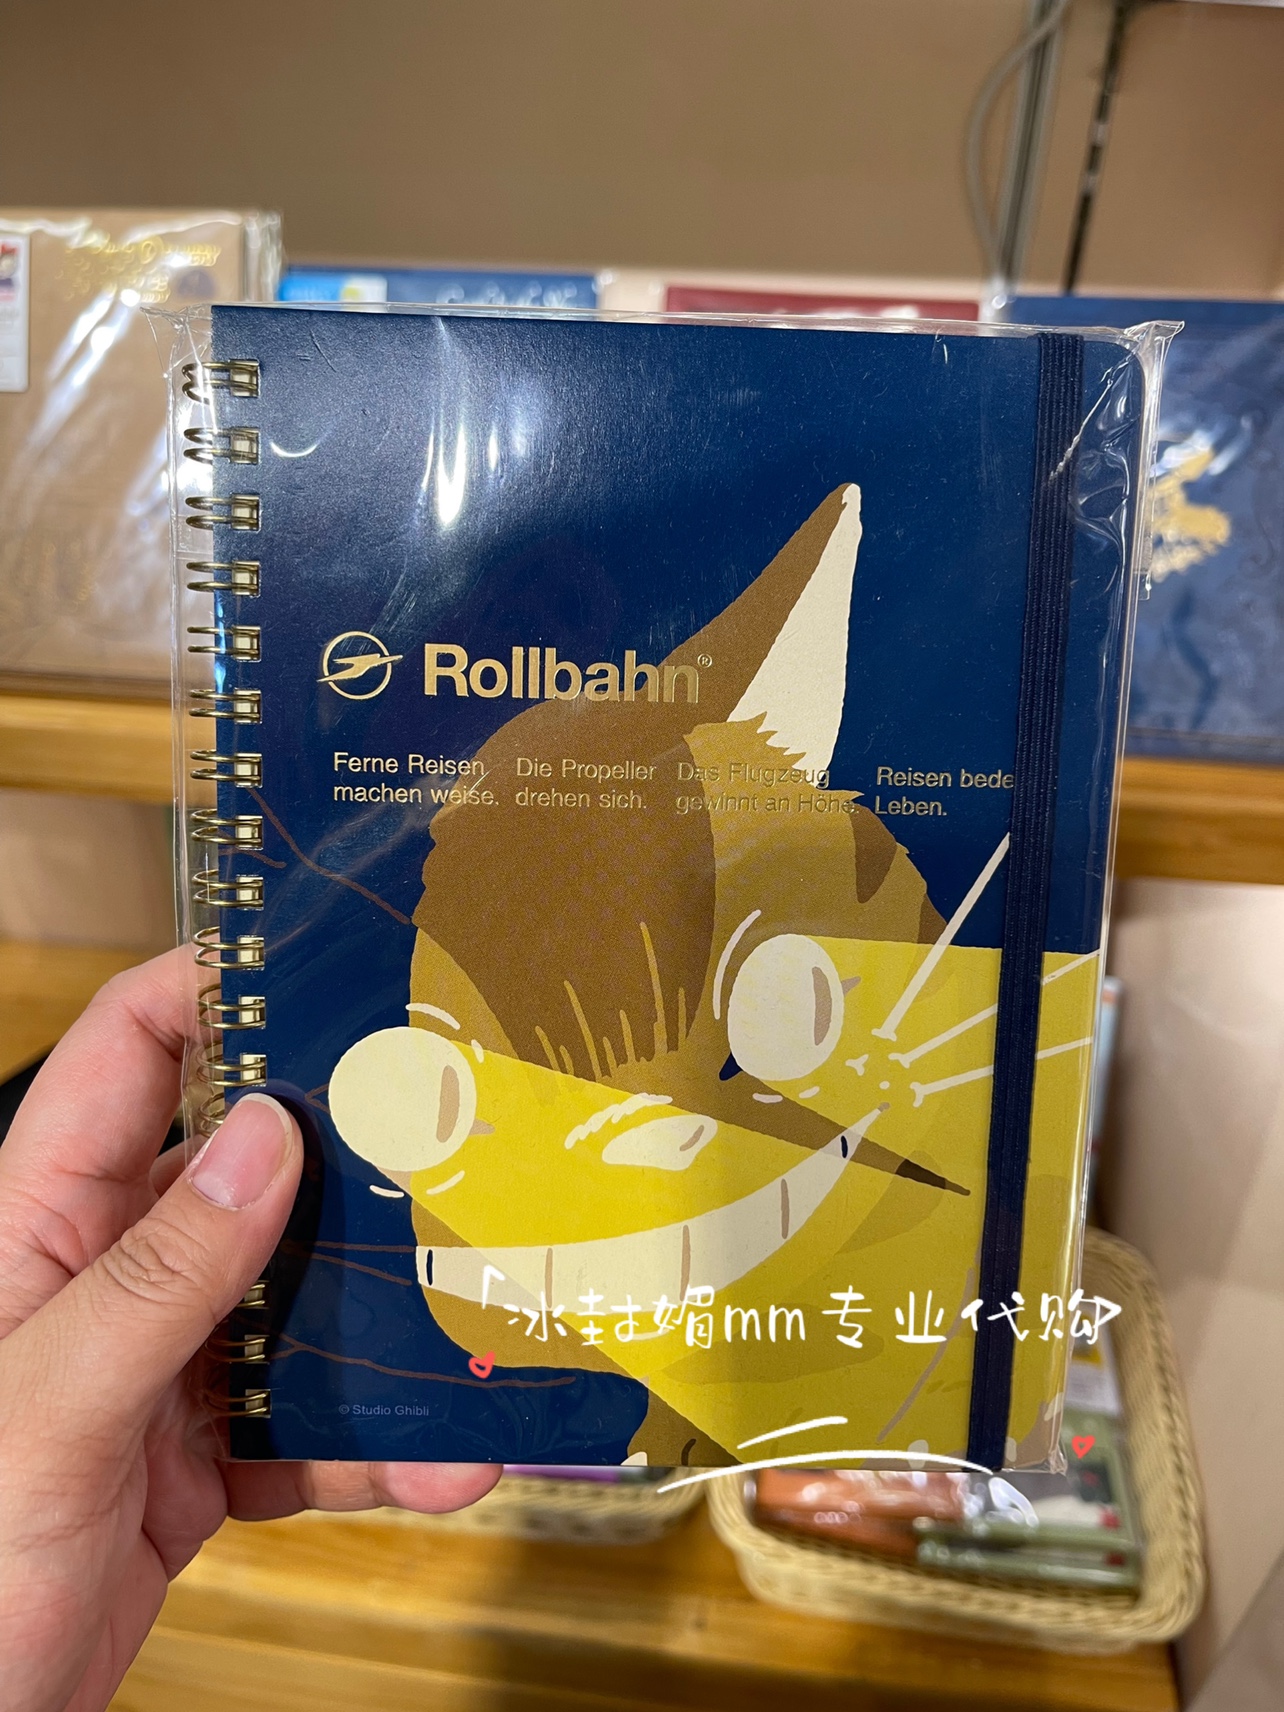 Rollbahn®
Ferne Reisen machen weise.
Die Propeller drehen sich.
Das Flugzeug gewinnt an Höhe.
Reisen bede
Leben.
「冰封媚mm专业代购
© Studio Ghibli